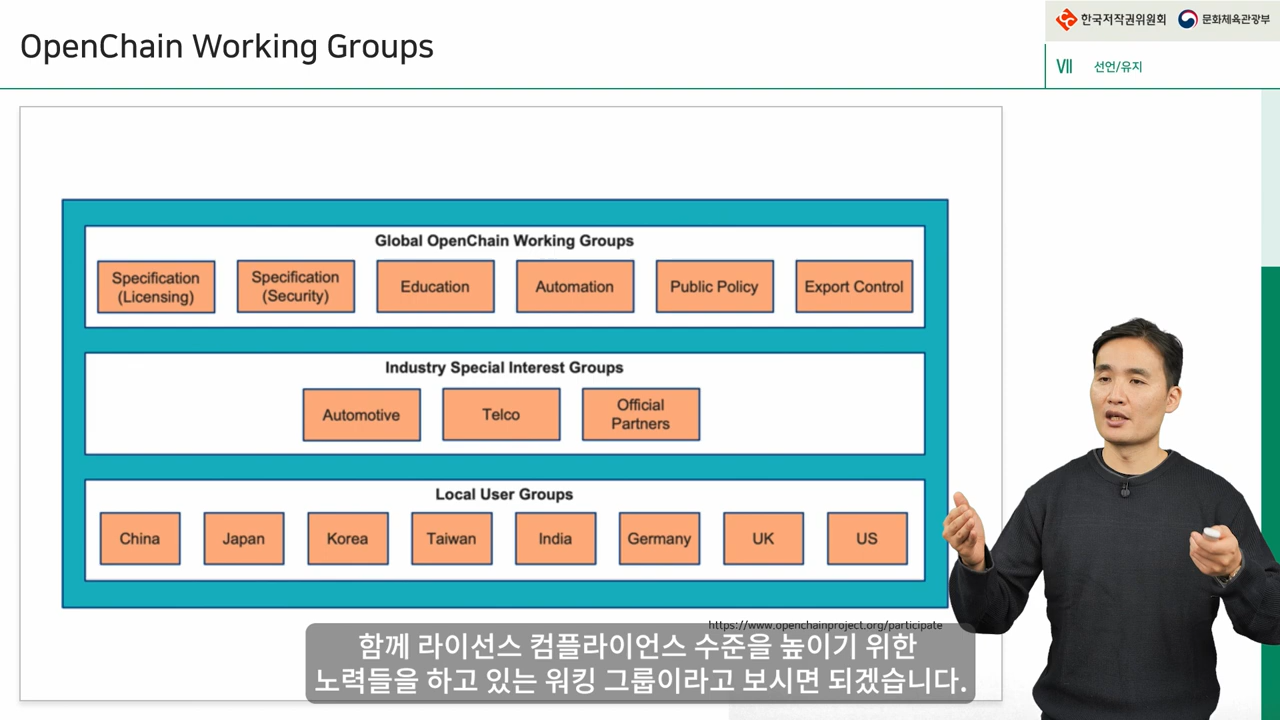 OpenChain Working Groups
한국저작권위원회
문화체육관광부
VII
선언/유지
Global OpenChain Working Groups
Specification
(Licensing)
Specification
(Security)
Education
Automation
Public Policy
Export Control
Industry Special Interest Groups
Automotive
Telco
Official
Partners
Local User Groups
China
Japan
Korea
Taiwan
India
Germany
UK
US
https://www.openchainproject.org/participate
함께 라이선스 컴플라이언스 수준을 높이기 위한
노력들을 하고 있는 워킹 그룹이라고 보시면 되겠습니다.